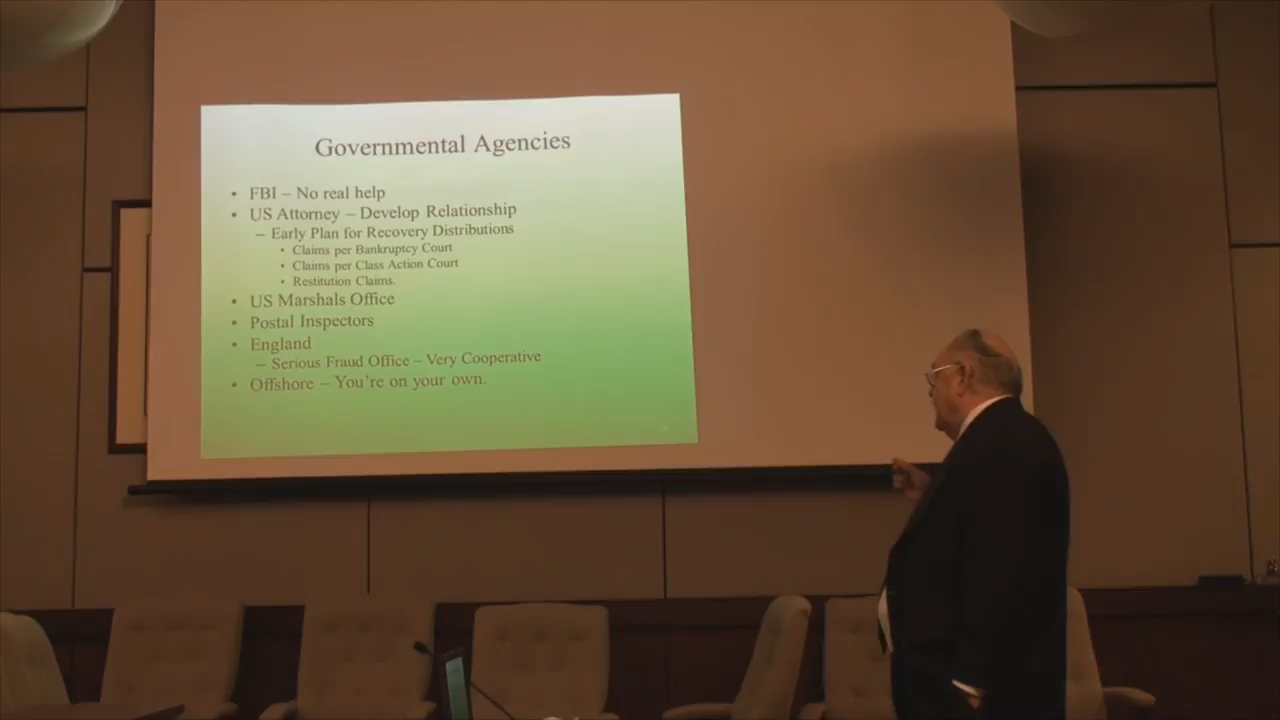 Governmental Agencies
• FBI – No real help
• US Attorney – Develop Relationship
– Early Plan for Recovery Distributions
• Claims per Bankruptcy Court
• Claims per Class Action Court
• Restitution Claims.
• US Marshals Office
• Postal Inspectors
• England
– Serious Fraud Office – Very Cooperative
• Offshore – You're on your own.